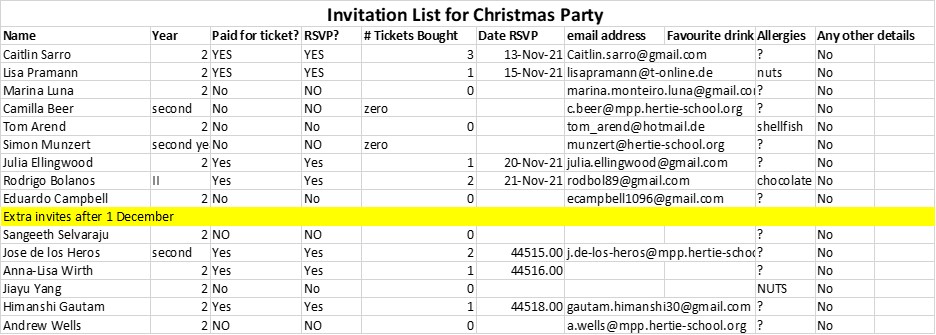 Invitation List for Christmas Party
Name Year Paid for ticket? RSVP? # Tickets Bought Date RSVP email address Favourite drink Allergies Any other details
Caitlin Sarro 2 YES YES 3 13-Nov-21 Caitlin.sarro@gmail.com ? No
Lisa Pramann 2 YES YES 1 15-Nov-21 lisapramann@t-online.de nuts No
Marina Luna 2 No NO 0 marina.monteiro.luna@gmail.co ? No
Camilla Beer second No NO zero c.beer@mpp.hertie-school.org ? No
Tom Arend 2 No No 0 tom_arend@hotmail.de shellfish No
Simon Munzert second ye No NO zero munzert@hertie-school.org ? No
Julia Ellingwood 2 Yes Yes 1 20-Nov-21 julia.ellingwood@gmail.com ? No
Rodrigo Bolanos II Yes Yes 2 21-Nov-21 rodbol89@gmail.com chocolate No
Eduardo Campbell 2 No No 0 ecampbell1096@gmail.com ? No
Extra invites after 1 December
Sangeeth Selvaraju 2 NO NO 0 ? No
Jose de los Heros second Yes Yes 2 44515.00 j.de-los-heros@mpp.hertie-schoo ? No
Anna-Lisa Wirth 2 Yes Yes 1 44516.00 ? No
Jiayu Yang 2 No No 0 NUTS No
Himanshi Gautam 2 Yes Yes 1 44518.00 gautam.himanshi30@gmail.com ? No
Andrew Wells 2 NO NO 0 a.wells@mpp.hertie-school.org ? No